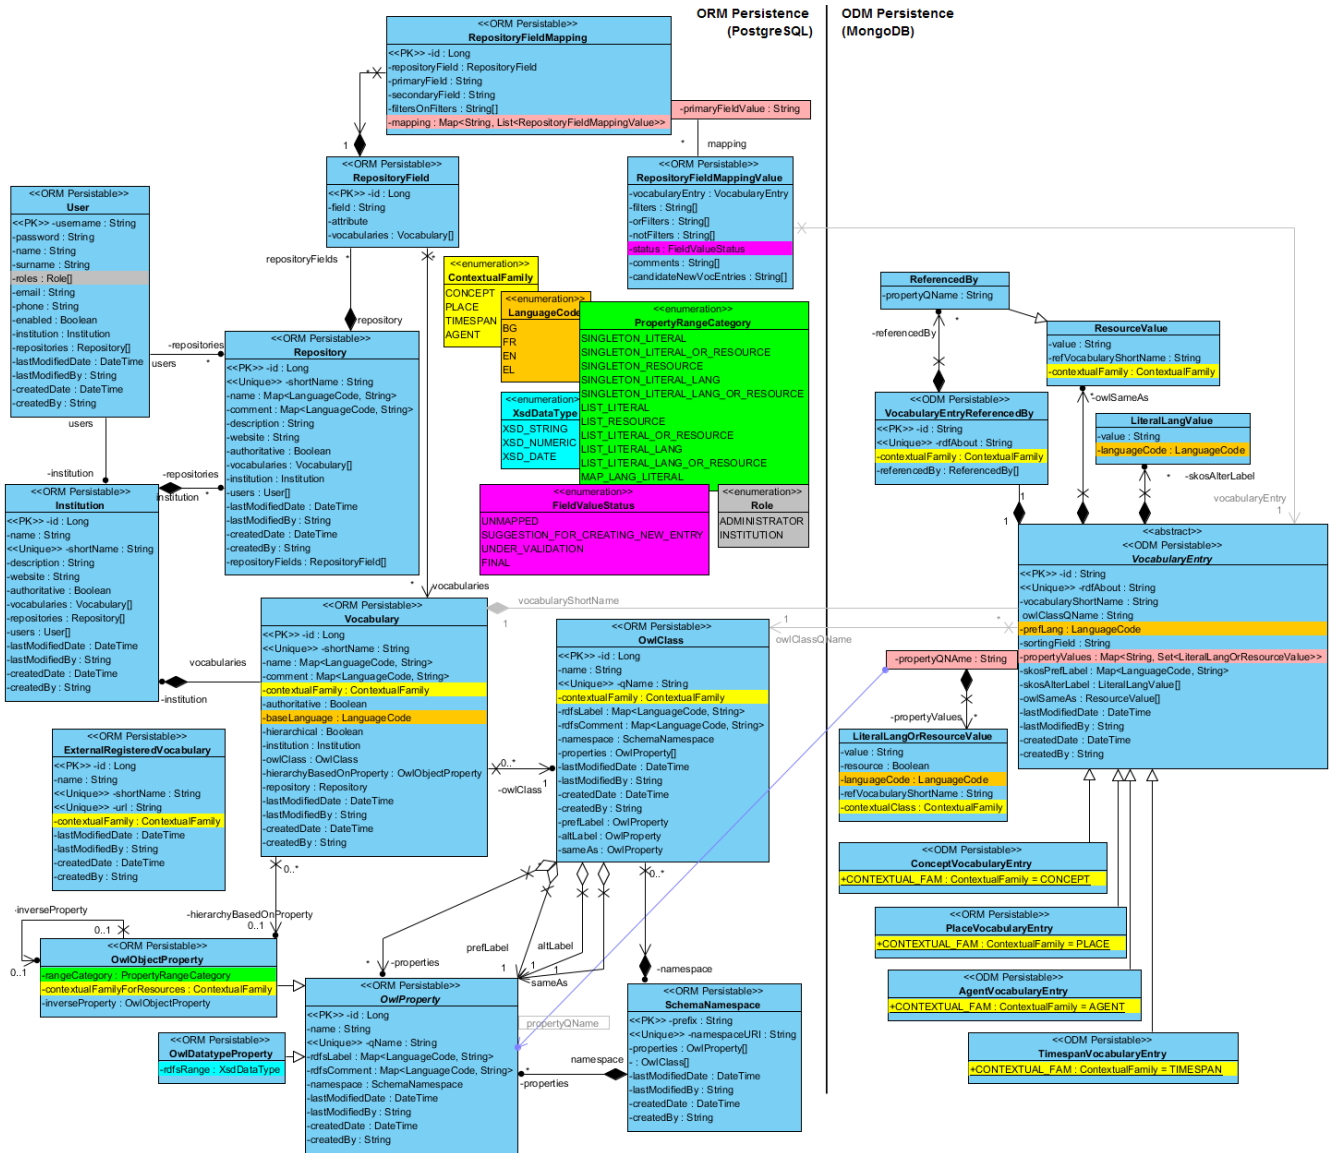 ORM Persistence
(PostgreSQL)
ODM Persistence
(MongoDB)
<<ORM Persistable>>
RepositoryFieldMapping
<<PK>> -id : Long
-repositoryField : RepositoryField
-primaryField : String
-secondaryField : String
-filtersOnFilters : String[]
-mapping : Map<String, List<RepositoryFieldMappingValue>>
-primaryFieldValue : String
*
mapping
*
1
<<ORM Persistable>>
RepositoryField
<<PK>> -id : Long
-field : String
-attribute
-vocabularies : Vocabulary[]
<<ORM Persistable>>
RepositoryFieldMappingValue
-vocabularyEntry : VocabularyEntry
-filters : String[]
-orFilters : String[]
-notFilters : String[]
-status : FieldValueStatus
-comments : String[]
-candidateNewVocEntries : String[]
<<ORM Persistable>>
User
<<PK>> -username : String
-password : String
-name : String
-surname : String
-roles : Role[]
-email : String
-phone : String
-enabled : Boolean
-institution : Institution
-repositories : Repository[]
-lastModifiedDate : DateTime
-lastModifiedBy : String
-createdDate : DateTime
-createdBy : String
repositoryFields
*
*
repository
-repositories
users
*
users
-institution
<<enumeration>>
ContextualFamily
CONCEPT
PLACE
TIMESPAN
AGENT
<<enumeration>>
LanguageCode
BG
FR
EN
EL
<<enumeration>>
PropertyRangeCategory
SINGLETON_LITERAL
SINGLETON_LITERAL_OR_RESOURCE
SINGLETON_RESOURCE
SINGLETON_LITERAL_LANG
SINGLETON_LITERAL_LANG_OR_RESOURCE
LIST_LITERAL
LIST_RESOURCE
LIST_LITERAL_OR_RESOURCE
LIST_LITERAL_LANG
LIST_LITERAL_LANG_OR_RESOURCE
MAP_LANG_LITERAL
<<enumeration>>
XsdDataType
XSD_STRING
XSD_NUMERIC
XSD_DATE
<<enumeration>>
FieldValueStatus
UNMAPPED
SUGGESTION_FOR_CREATING_NEW_ENTRY
UNDER_VALIDATION
FINAL
<<enumeration>>
Role
ADMINISTRATOR
INSTITUTION
<<ORM Persistable>>
Repository
<<PK>> -id : Long
<<Unique>> -shortName : String
-name : Map<LanguageCode, String>
-comment : Map<LanguageCode, String>
-description : String
-website : String
-authoritative : Boolean
-vocabularies : Vocabulary[]
-institution : Institution
-users : User[]
-lastModifiedDate : DateTime
-lastModifiedBy : String
-createdDate : DateTime
-createdBy : String
-repositoryFields : RepositoryField[]
-repositories
institution
*
<<ORM Persistable>>
Institution
<<PK>> -id : Long
-name : String
<<Unique>> -shortName : String
-description : String
-website : String
-authoritative : Boolean
-vocabularies : Vocabulary[]
-repositories : Repository[]
-users : User[]
-lastModifiedDate : DateTime
-lastModifiedBy : String
-createdDate : DateTime
-createdBy : String
vocabularies
-institution
*
vocabularies
<<ORM Persistable>>
Vocabulary
<<PK>> -id : Long
<<Unique>> -shortName : String
-name : Map<LanguageCode, String>
-comment : Map<LanguageCode, String>
-contextualFamily : ContextualFamily
-authoritative : Boolean
-baseLanguage : LanguageCode
-hierarchical : Boolean
-institution : Institution
-owlClass : OwlClass
-hierarchyBasedOnProperty : OwlObjectProperty
-repository : Repository
-lastModifiedDate : DateTime
-lastModifiedBy : String
-createdDate : DateTime
-createdBy : String
vocabularyShortName
1
<<ORM Persistable>>
OwlClass
<<PK>> -id : Long
-name : String
<<Unique>> -qName : String
-contextualFamily : ContextualFamily
-rdfsLabel : Map<LanguageCode, String>
-rdfsComment : Map<LanguageCode, String>
-namespace : SchemaNamespace
-properties : OwlProperty[]
-lastModifiedDate : DateTime
-lastModifiedBy : String
-createdDate : DateTime
-createdBy : String
-prefLabel : OwlProperty
-altLabel : OwlProperty
-sameAs : OwlProperty
0..*
1
-owlClass
1
owlClassQName
*
<<ORM Persistable>>
ExternalRegisteredVocabulary
<<PK>> -id : Long
-name : String
<<Unique>> -shortName : String
<<Unique>> -url : String
-contextualFamily : ContextualFamily
-lastModifiedDate : DateTime
-lastModifiedBy : String
-createdDate : DateTime
-createdBy : String
0..*
-hierarchyBasedOnProperty
0..1
-inverseProperty
0..1
0..1
<<ORM Persistable>>
OwlObjectProperty
-rangeCategory : PropertyRangeCategory
-contextualFamilyForResources : ContextualFamily
-inverseProperty : OwlObjectProperty
<<ORM Persistable>>
OwlDatatypeProperty
-rdfsRange : XsdDataType
<<ORM Persistable>>
OwlProperty
<<PK>> -id : Long
-name : String
<<Unique>> -qName : String
-rdfsLabel : Map<LanguageCode, String>
-rdfsComment : Map<LanguageCode, String>
-namespace : SchemaNamespace
-lastModifiedDate : DateTime
-lastModifiedBy : String
-createdDate : DateTime
-createdBy : String
*
-properties
prefLabel
altLabel
1
1
1
sameAs
0..*
-namespace
propertyQName
namespace
*
-properties
<<ORM Persistable>>
SchemaNamespace
<<PK>> -prefix : String
<<Unique>> -namespaceURI : String
-properties : OwlProperty[]
- : OwlClass[]
-lastModifiedDate : DateTime
-lastModifiedBy : String
-createdDate : DateTime
-createdBy : String
ReferencedBy
-propertyQName : String
-referencedBy
*
ResourceValue
-value : String
-refVocabularyShortName : String
-contextualFamily : ContextualFamily
*
-owlSameAs
<<ODM Persistable>>
VocabularyEntryReferencedBy
<<PK>> -id : String
<<Unique>> -rdfAbout : String
-contextualFamily : ContextualFamily
-referencedBy : ReferencedBy[]
1
1
LiteralLangValue
-value : String
-languageCode : LanguageCode
*
-skosAlterLabel
vocabularyEntry
1
<<abstract>>
<<ODM Persistable>>
VocabularyEntry
<<PK>> -id : String
<<Unique>> -rdfAbout : String
-vocabularyShortName : String
owlClassQName : String
-prefLang : LanguageCode
-sortingField : String
-propertyValues : Map<String, Set<LiteralLangOrResourceValue>>
-skosPrefLabel : Map<LanguageCode, String>
-skosAlterLabel : LiteralLangValue[]
-owlSameAs : ResourceValue[]
-lastModifiedDate : DateTime
-lastModifiedBy : String
-createdDate : DateTime
-createdBy : String
-propertyQNAme : String
-propertyValues
*
LiteralLangOrResourceValue
-value : String
-resource : Boolean
-languageCode : LanguageCode
-refVocabularyShortName : String
-contextualClass : ContextualFamily
<<ODM Persistable>>
ConceptVocabularyEntry
+CONTEXTUAL_FAM : ContextualFamily = CONCEPT
<<ORM Persistable>>
PlaceVocabularyEntry
+CONTEXTUAL_FAM : ContextualFamily = PLACE
<<ODM Persistable>>
AgentVocabularyEntry
+CONTEXTUAL_FAM : ContextualFamily = AGENT
<<ODM Persistable>>
TimespanVocabularyEntry
+CONTEXTUAL_FAM : ContextualFamily = TIMESPAN